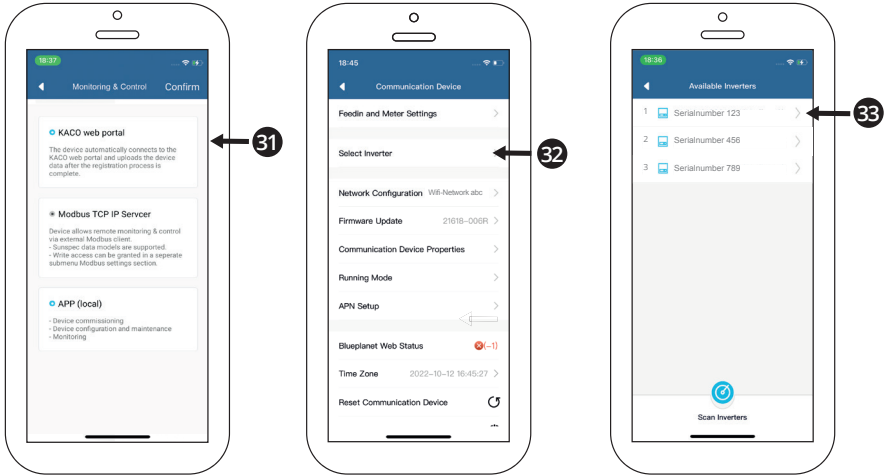 18:37
Monitoring & Control Confirm
KACO web portal
The device automatically connects to the
KACO web portal and uploads the device
data after the registration process is
complete.
Modbus TCP IP Servcer
Device allows remote monitoring & control
via external Modbus client.
- Sunspec data models are supported.
- Write access can be granted in a seperate
submenu Modbus settings section.
APP (local)
- Device commissioning
- Device configuration and maintenance
- Monitoring
31
18:45
Communication Device
Feedin and Meter Settings
Select Inverter
Network Configuration Wifi-Network abc
Firmware Update 21618-006R
Communication Device Properties
Running Mode
APN Setup
Blueplanet Web Status (-1)
Time Zone 2022-10-12 16:45:27
Reset Communication Device
32
18:36
Available Inverters
1 Serialnumber 123
2 Serialnumber 456
3 Serialnumber 789
Scan Inverters
33